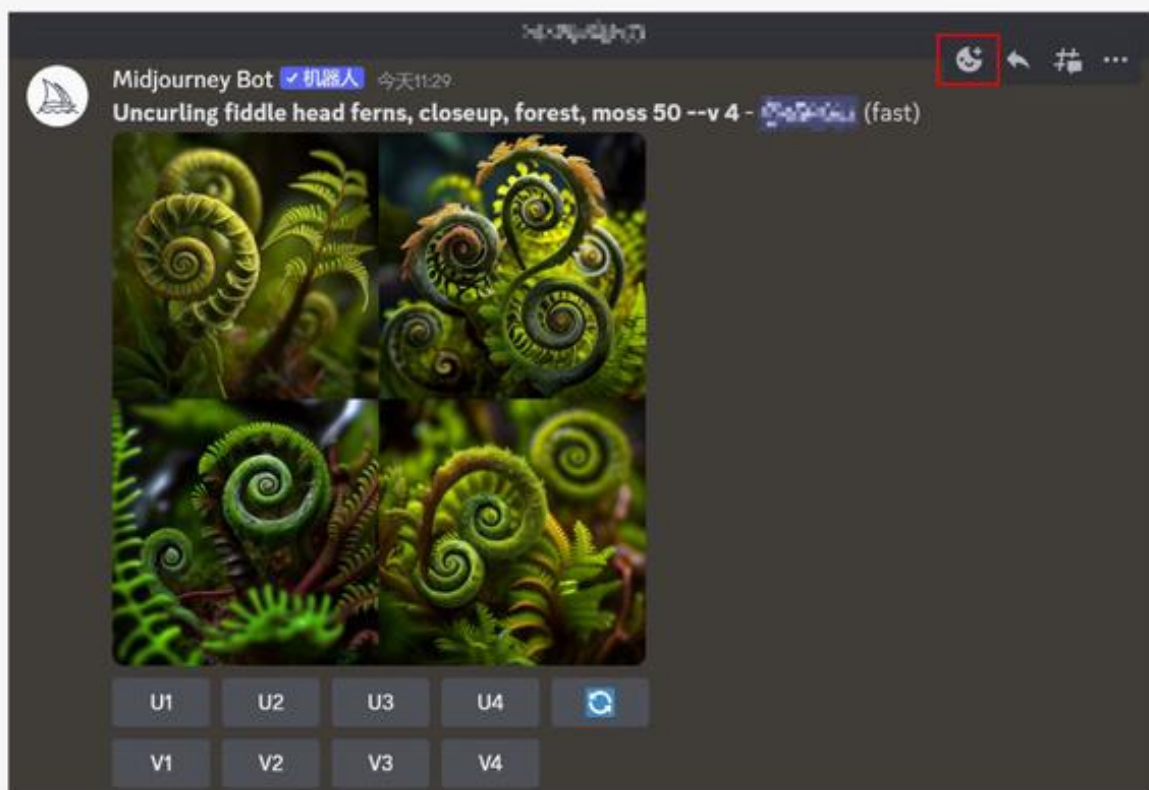 Midjourney Bot ✓机器人 今天11:29
Uncurling fiddle head ferns, closeup, forest, moss 50 --v 4 - (fast)
U1 U2 U3 U4
V1 V2 V3 V4